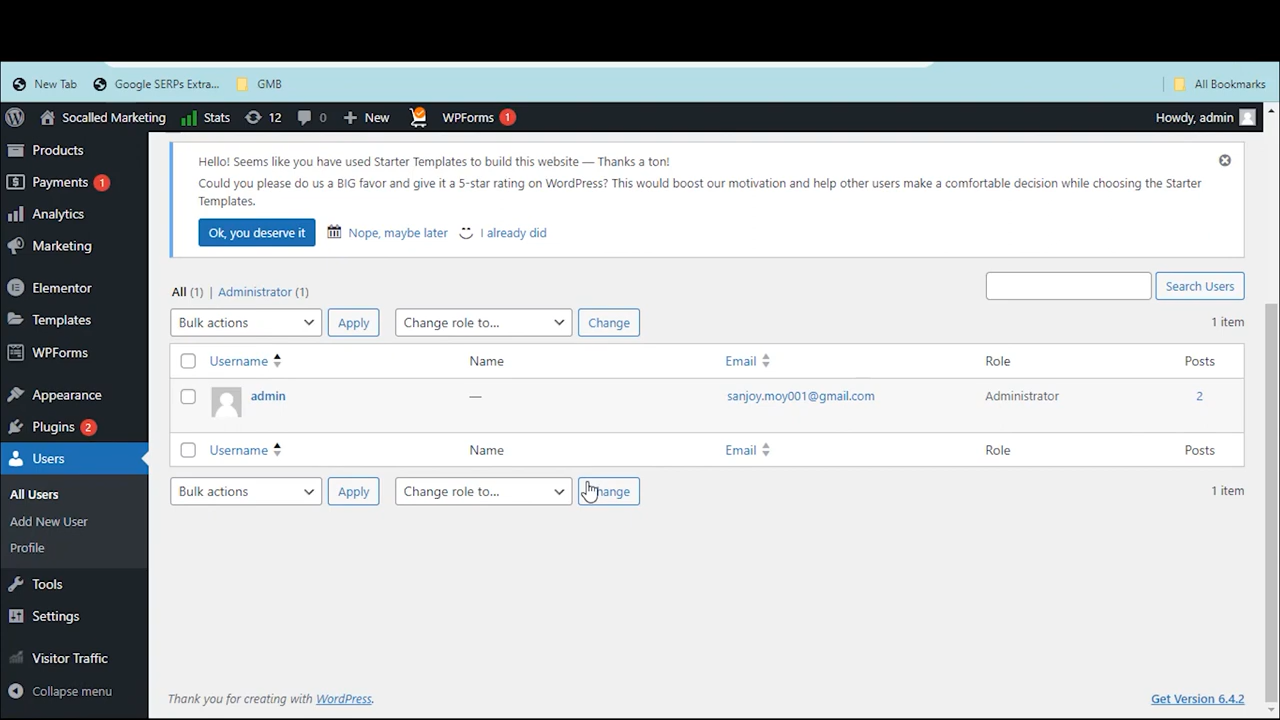 New Tab Google SERPs Extra... GMB All Bookmarks
Socalled Marketing Stats 12 0 New WPForms 1 Howdy, admin
Products
Payments 1
Analytics
Marketing
Elementor
Templates
WPForms
Appearance
Plugins 2
Users
All Users
Add New User
Profile
Tools
Settings
Visitor Traffic
Collapse menu
Hello! Seems like you have used Starter Templates to build this website — Thanks a ton!
Could you please do us a BIG favor and give it a 5-star rating on WordPress? This would boost our motivation and help other users make a comfortable decision while choosing the Starter
Templates.
Ok, you deserve it Nope, maybe later I already did
All (1) | Administrator (1) Search Users
Bulk actions Apply Change role to... Change 1 item
Username Name Email Role Posts
admin — sanjoy.moy001@gmail.com Administrator 2
Username Name Email Role Posts
Bulk actions Apply Change role to... Change 1 item
Thank you for creating with WordPress. Get Version 6.4.2